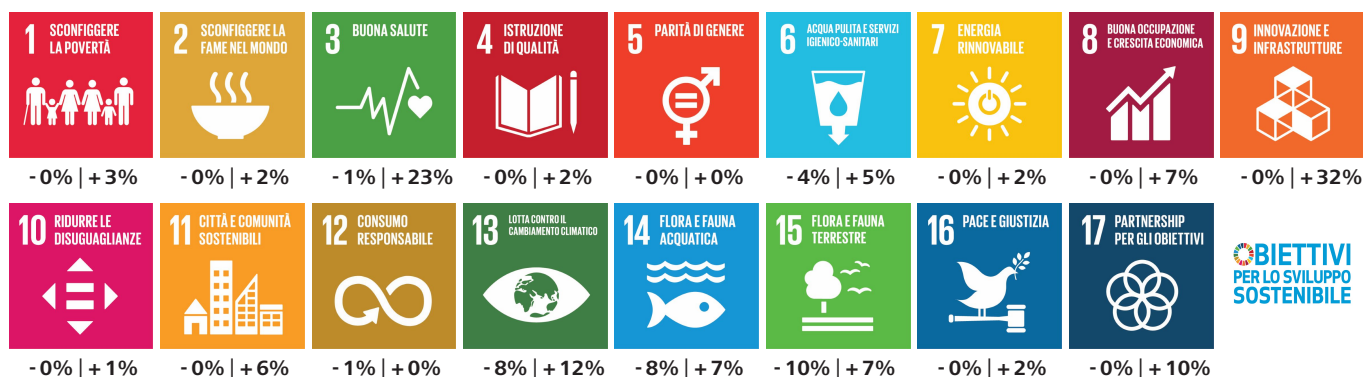 1 SCONFIGGERE
LA POVERTÀ
2 SCONFIGGERE LA
FAME NEL MONDO
3 BUONA SALUTE
4 ISTRUZIONE
DI QUALITÀ
5 PARITÀ DI GENERE
6 ACQUA PULITA E SERVIZI
IGIENICO-SANITARI
7 ENERGIA
RINNOVABILE
8 BUONA OCCUPAZIONE
E CRESCITA ECONOMICA
9 INNOVAZIONE E
INFRASTRUTTURE
- 0% | + 3%
- 0% | + 2%
- 1% | + 23%
- 0% | + 2%
- 0% | + 0%
- 4% | + 5%
- 0% | + 2%
- 0% | + 7%
- 0% | + 32%
10 RIDURRE LE
DISUGUAGLIANZE
11 CITTÀ E COMUNITÀ
SOSTENIBILI
12 CONSUMO
RESPONSABILE
13 LOTTA CONTRO IL
CAMBIAMENTO CLIMATICO
14 FLORA E FAUNA
ACQUATICA
15 FLORA E FAUNA
TERRESTRE
16 PACE E GIUSTIZIA
17 PARTNERSHIP
PER GLI OBIETTIVI
OBIETTIVI
PER LO SVILUPPO
SOSTENIBILE
- 0% | + 1%
- 0% | + 6%
- 1% | + 0%
- 8% | + 12%
- 8% | + 7%
- 10% | + 7%
- 0% | + 2%
- 0% | + 10%